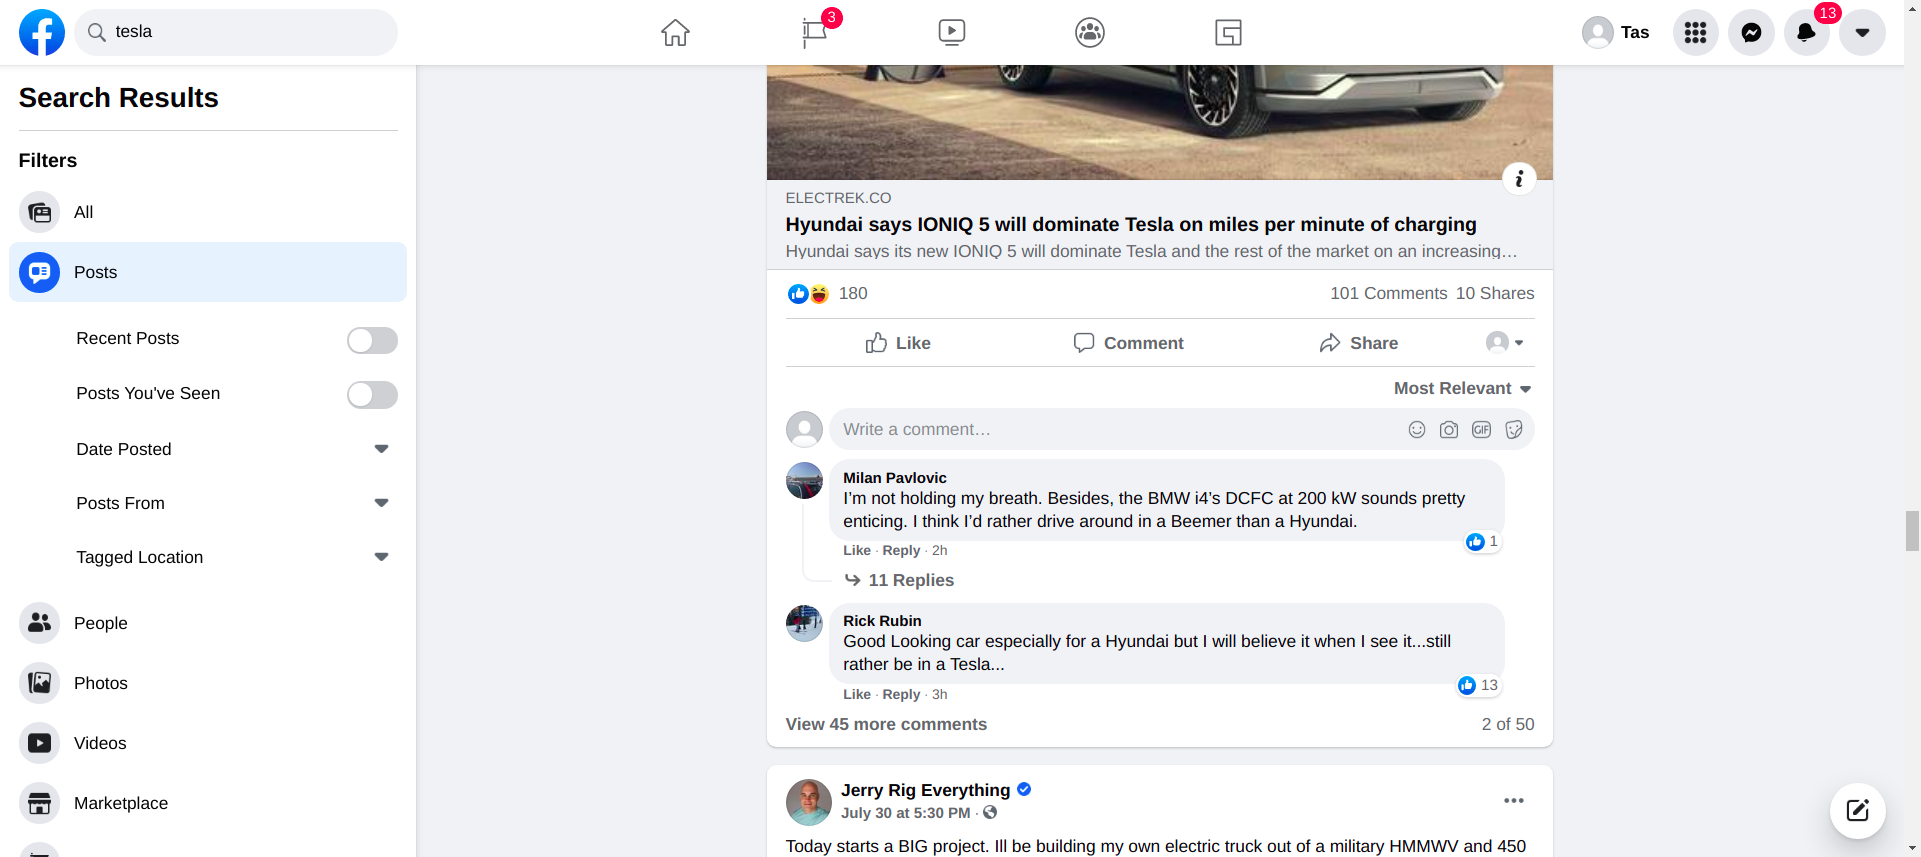 tesla
3
Tas
13
Search Results
Filters
All
Posts
Recent Posts
Posts You've Seen
Date Posted
Posts From
Tagged Location
People
Photos
Videos
Marketplace
ELECTREK.CO
Hyundai says IONIQ 5 will dominate Tesla on miles per minute of charging
Hyundai says its new IONIQ 5 will dominate Tesla and the rest of the market on an increasing…
180
101 Comments 10 Shares
Like
Comment
Share
Most Relevant
Write a comment…
GIF
Milan Pavlovic
I’m not holding my breath. Besides, the BMW i4’s DCFC at 200 kW sounds pretty
enticing. I think I’d rather drive around in a Beemer than a Hyundai.
1
Like · Reply · 2h
11 Replies
Rick Rubin
Good Looking car especially for a Hyundai but I will believe it when I see it...still
rather be in a Tesla...
13
Like · Reply · 3h
View 45 more comments
2 of 50
Jerry Rig Everything
July 30 at 5:30 PM ·
Today starts a BIG project. Ill be building my own electric truck out of a military HMMWV and 450